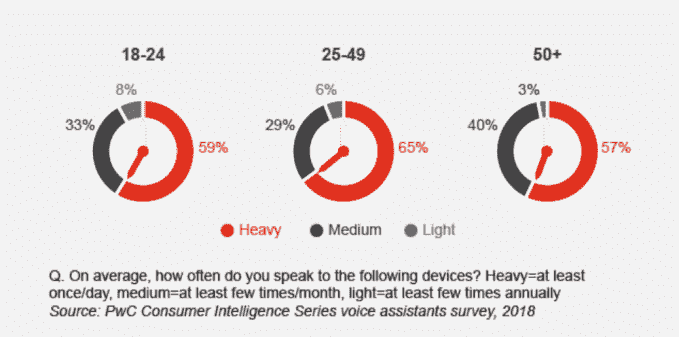 18-24 25-49 50+
8% 6% 3%
33% 59% 29% 65% 40% 57%
Heavy Medium Light
Q. On average, how often do you speak to the following devices? Heavy=at least
once/day, medium=at least few times/month, light=at least few times annually
Source: PwC Consumer Intelligence Series voice assistants survey, 2018